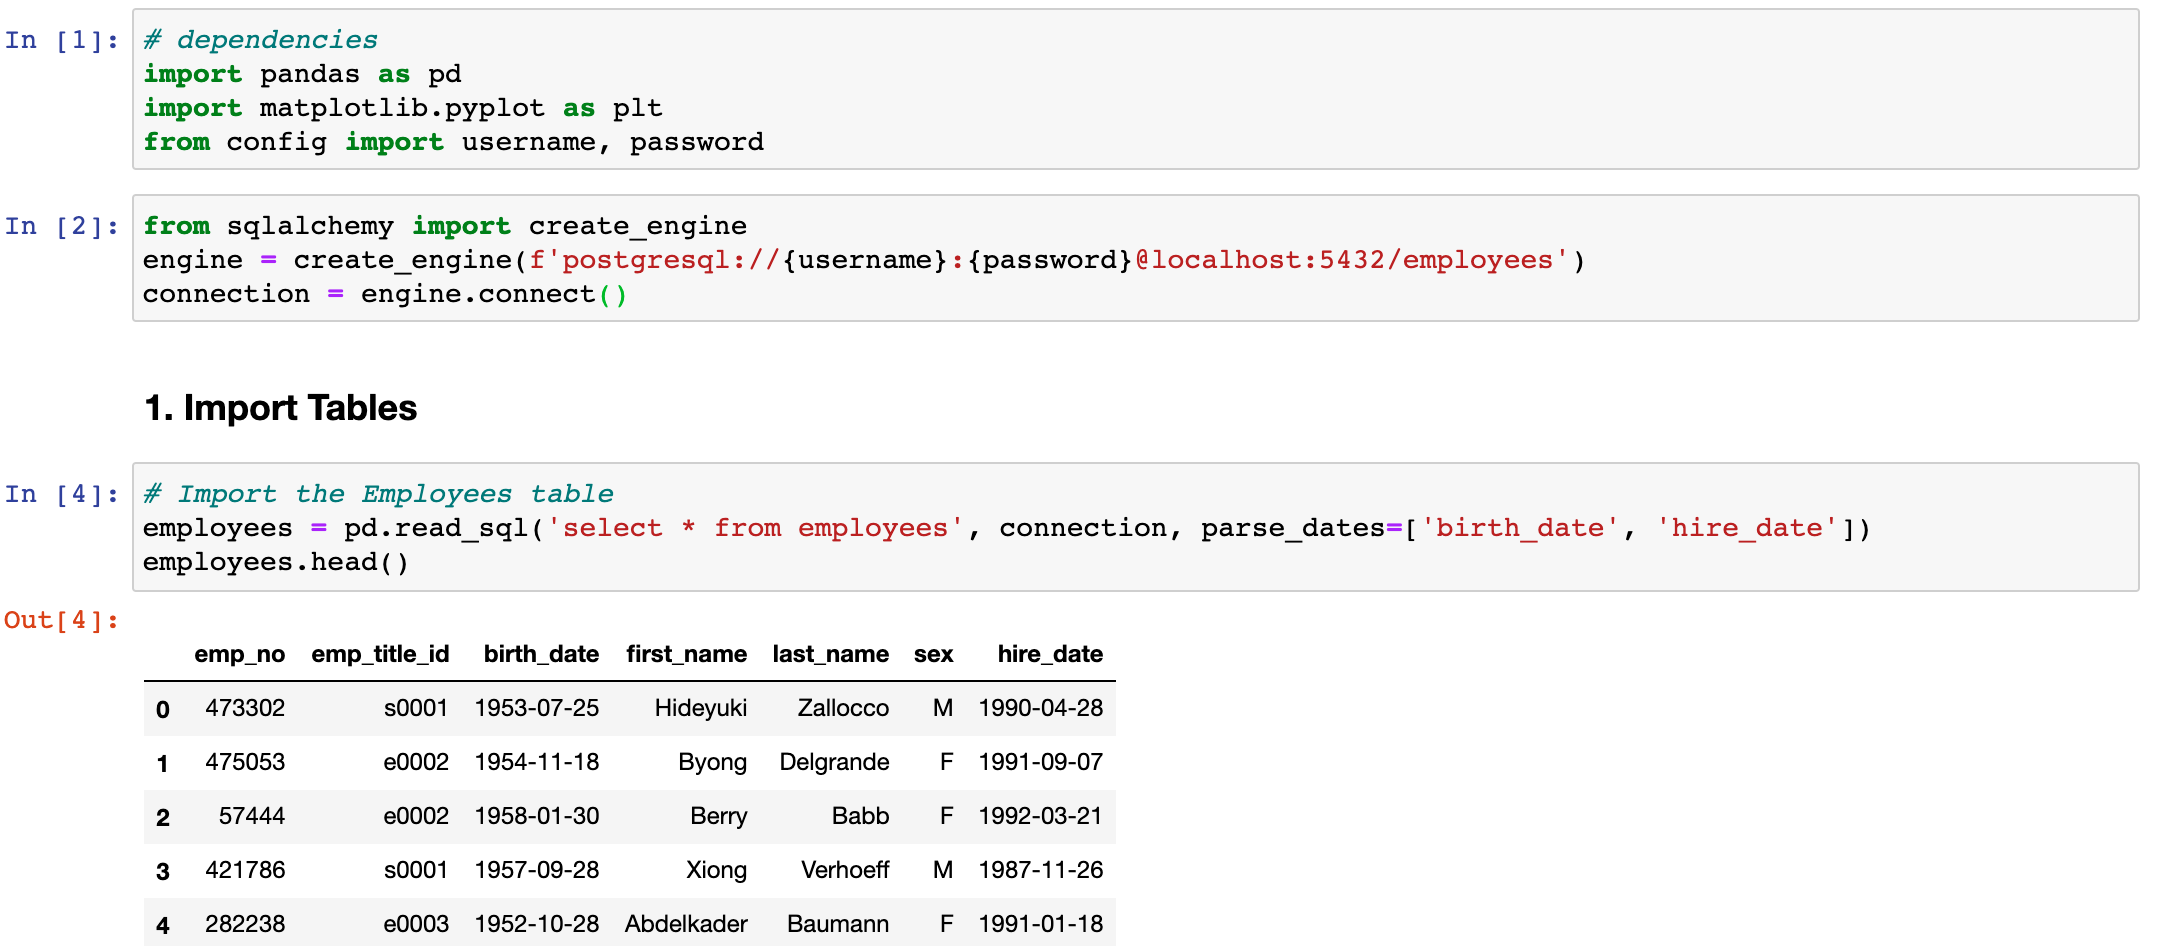 In [1]: # dependencies
import pandas as pd
import matplotlib.pyplot as plt
from config import username, password
In [2]: from sqlalchemy import create_engine
engine = create_engine(f'postgresql://{username}:{password}@localhost:5432/employees')
connection = engine.connect()
1. Import Tables
In [4]: # Import the Employees table
employees = pd.read_sql('select * from employees', connection, parse_dates=['birth_date', 'hire_date'])
employees.head()
Out[4]:
emp_no emp_title_id birth_date first_name last_name sex hire_date
0 473302 s0001 1953-07-25 Hideyuki Zallocco M 1990-04-28
1 475053 e0002 1954-11-18 Byong Delgrande F 1991-09-07
2 57444 e0002 1958-01-30 Berry Babb F 1992-03-21
3 421786 s0001 1957-09-28 Xiong Verhoeff M 1987-11-26
4 282238 e0003 1952-10-28 Abdelkader Baumann F 1991-01-18